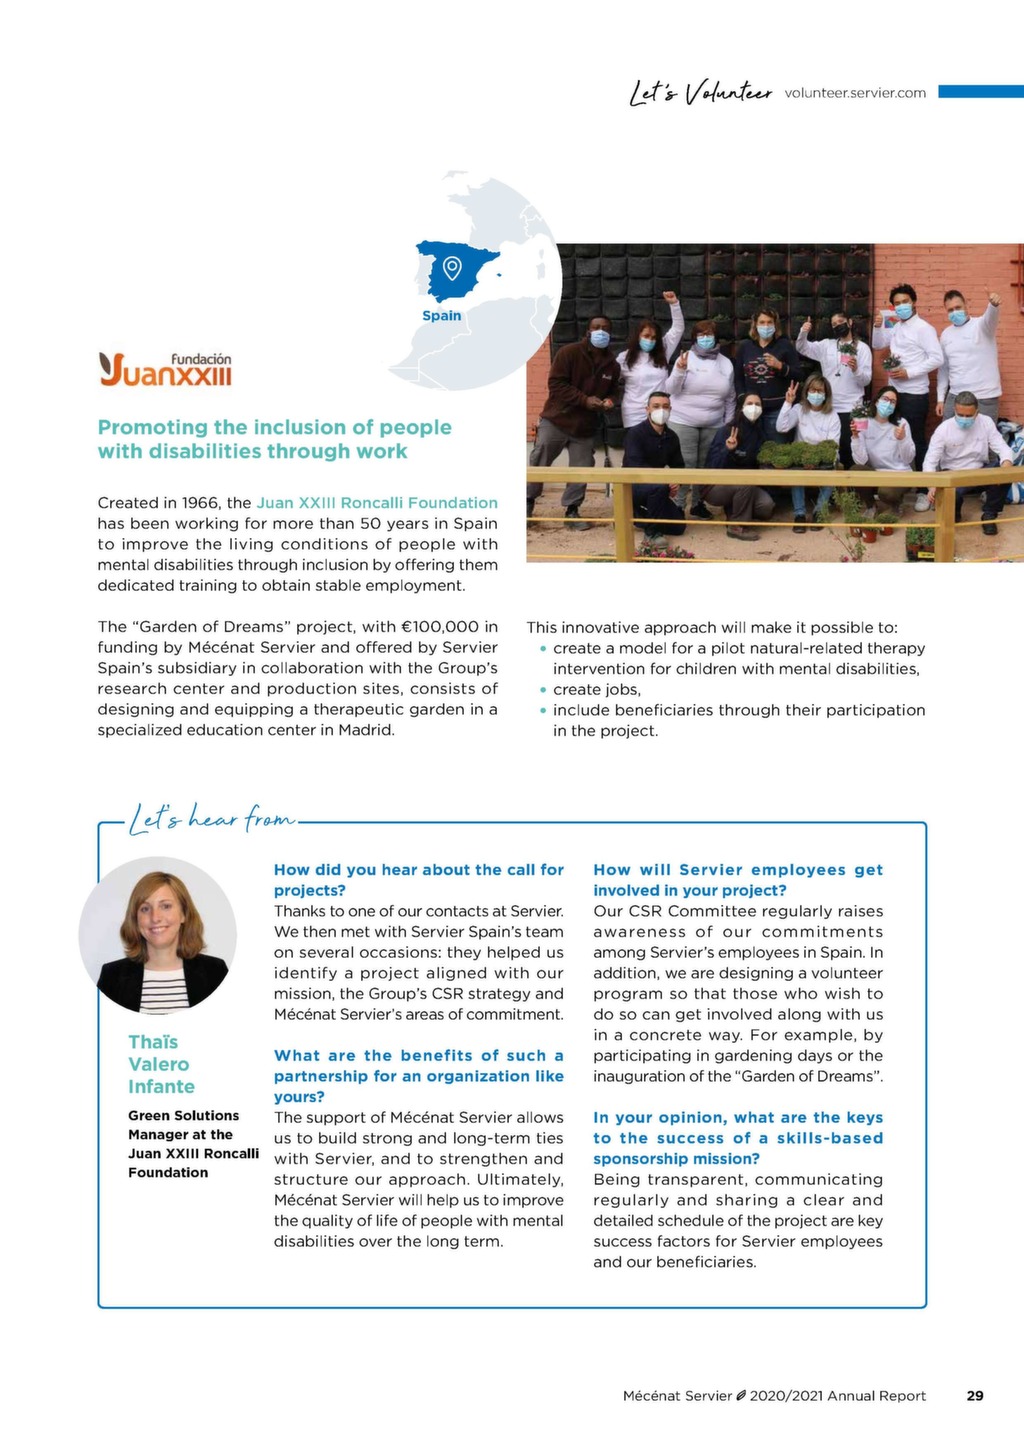 Let's Volunteer volunteer.servier.com
Spain
Fundación
Juanxxiii
Promoting the inclusion of people
with disabilities through work
Created in 1966, the Juan XXIII Roncalli Foundation
has been working for more than 50 years in Spain
to improve the living conditions of people with
mental disabilities through inclusion by offering them
dedicated training to obtain stable employment.
The “Garden of Dreams” project, with €100,000 in
funding by Mécénat Servier and offered by Servier
Spain’s subsidiary in collaboration with the Group’s
research center and production sites, consists of
designing and equipping a therapeutic garden in a
specialized education center in Madrid.
This innovative approach will make it possible to:
• create a model for a pilot natural-related therapy
intervention for children with mental disabilities,
• create jobs,
• include beneficiaries through their participation
in the project.
Let's hear from
Thaïs
Valero
Infante
Green Solutions
Manager at the
Juan XXIII Roncalli
Foundation
How did you hear about the call for
projects?
Thanks to one of our contacts at Servier.
We then met with Servier Spain’s team
on several occasions: they helped us
identify a project aligned with our
mission, the Group’s CSR strategy and
Mécénat Servier’s areas of commitment.
What are the benefits of such a
partnership for an organization like
yours?
The support of Mécénat Servier allows
us to build strong and long-term ties
with Servier, and to strengthen and
structure our approach. Ultimately,
Mécénat Servier will help us to improve
the quality of life of people with mental
disabilities over the long term.
How will Servier employees get
involved in your project?
Our CSR Committee regularly raises
awareness of our commitments
among Servier’s employees in Spain. In
addition, we are designing a volunteer
program so that those who wish to
do so can get involved along with us
in a concrete way. For example, by
participating in gardening days or the
inauguration of the “Garden of Dreams”.
In your opinion, what are the keys
to the success of a skills-based
sponsorship mission?
Being transparent, communicating
regularly and sharing a clear and
detailed schedule of the project are key
success factors for Servier employees
and our beneficiaries.
Mécénat Servier 2020/2021 Annual Report 29